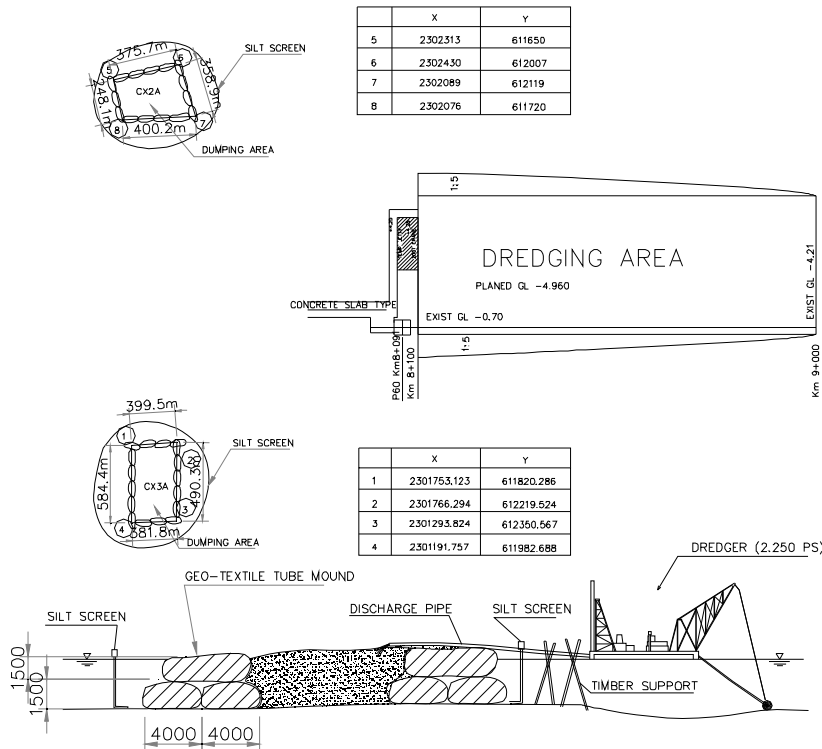 375.7m
SILT SCREEN
5
6
358.9m
CX2A
248.1m
8
400.2m
7
DUMPING AREA
X Y
5 2302313 611650
6 2302430 612007
7 2302089 612119
8 2302076 611720
1:5
DREDGING AREA
PLANED GL -4.960
EXIST GL -4.21
CONCRETE SLAB TYPE
EXIST GL -0.70
1:5
P60 Km8+091
Km 8+100
Km 9+000
399.5m
1
SILT SCREEN
2
584.4m
CX3A
490.3m
3
4
381.8m
DUMPING AREA
X Y
1 2301753.123 611820.286
2 2301766.294 612219.524
3 2301293.824 612350.567
4 2301191.757 611982.688
DREDGER (2.250 PS)
GEO-TEXTILE TUBE MOUND
SILT SCREEN
DISCHARGE PIPE
SILT SCREEN
1500
1500
TIMBER SUPPORT
4000 4000